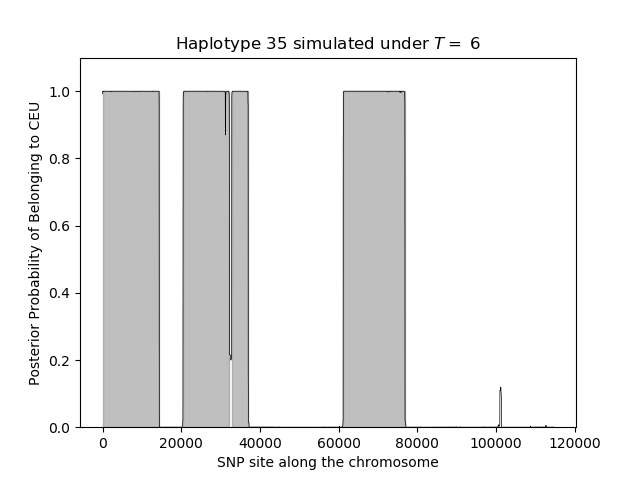 Haplotype 35 simulated under T = 6
Posterior Probability of Belonging to CEU
1.0
0.8
0.6
0.4
0.2
0.0
0 20000 40000 60000 80000 100000 120000
SNP site along the chromosome